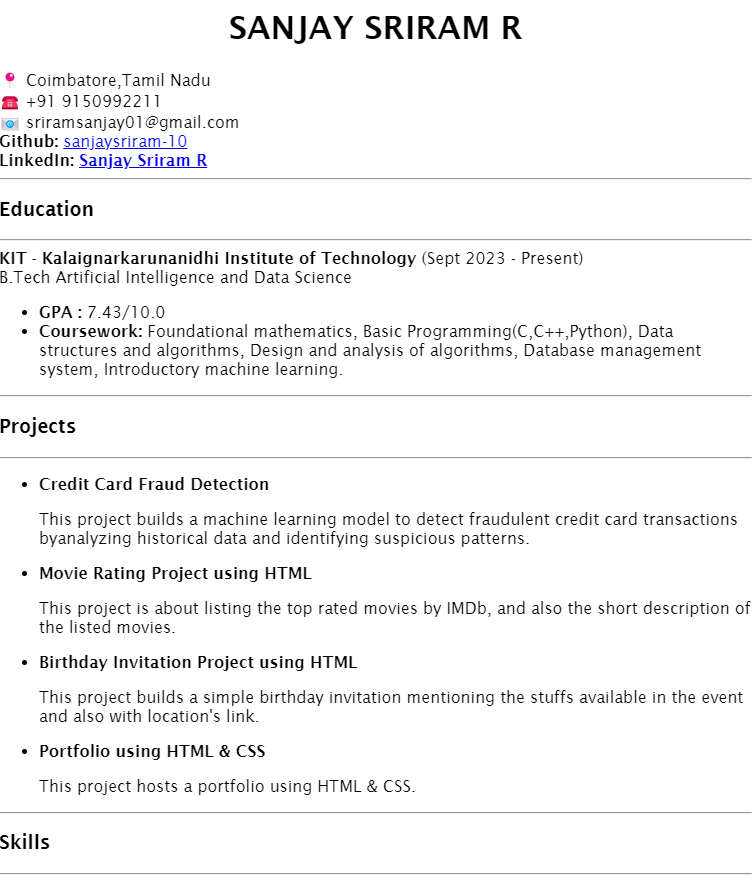 SANJAY SRIRAM R
Coimbatore,Tamil Nadu
+91 9150992211
sriramsanjay01@gmail.com
Github: sanjaysriram-10
LinkedIn: Sanjay Sriram R
Education
KIT - Kalaignarkarunanidhi Institute of Technology (Sept 2023 - Present)
B.Tech Artificial Intelligence and Data Science
• GPA : 7.43/10.0
• Coursework: Foundational mathematics, Basic Programming(C,C++,Python), Data
structures and algorithms, Design and analysis of algorithms, Database management
system, Introductory machine learning.
Projects
• Credit Card Fraud Detection
This project builds a machine learning model to detect fraudulent credit card transactions
byanalyzing historical data and identifying suspicious patterns.
• Movie Rating Project using HTML
This project is about listing the top rated movies by IMDb, and also the short description of
the listed movies.
• Birthday Invitation Project using HTML
This project builds a simple birthday invitation mentioning the stuffs available in the event
and also with location's link.
• Portfolio using HTML & CSS
This project hosts a portfolio using HTML & CSS.
Skills